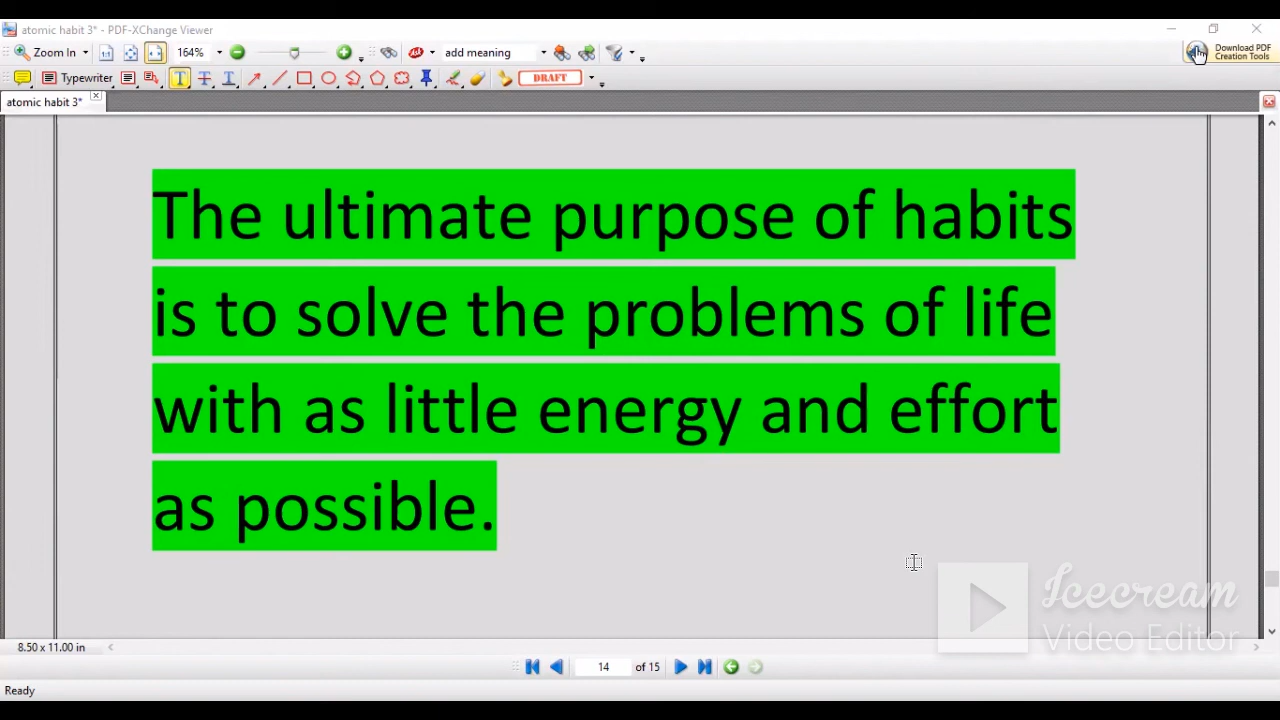 atomic habit 3* - PDF-XChange Viewer
Zoom In 164% add meaning Download PDF
Creation Tools
Typewriter DRAFT
atomic habit 3*
The ultimate purpose of habits
is to solve the problems of life
with as little energy and effort
as possible.
Icecream
Video Editor
8.50 x 11.00 in
14 of 15
Ready